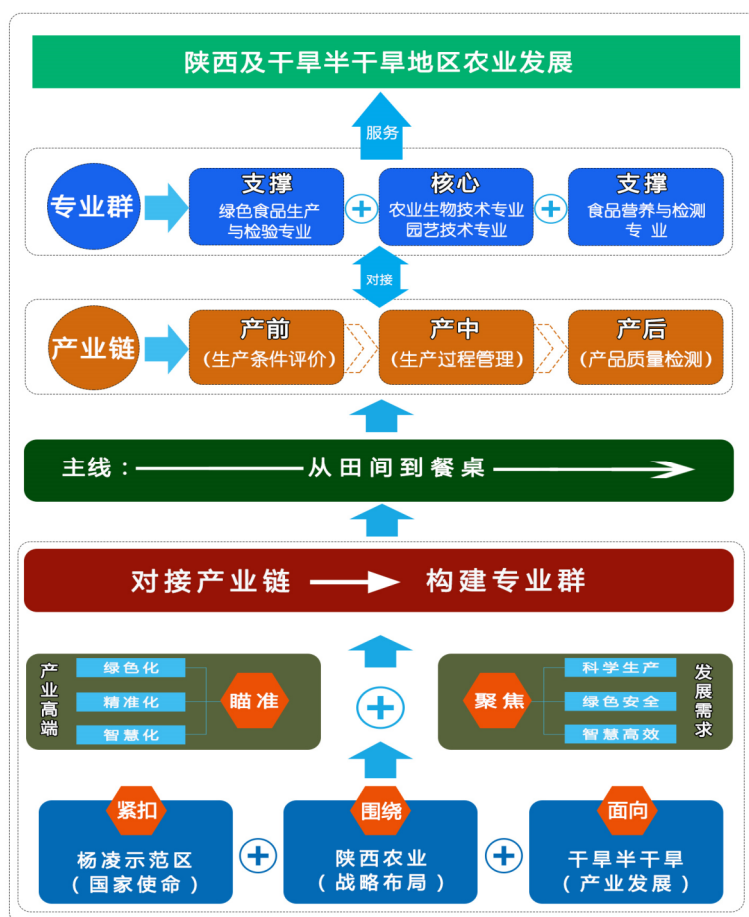 陕西及干旱半干旱地区农业发展
服务
专业群
支撑
绿色食品生产
与检验专业
核心
农业生物技术专业
园艺技术专业
支撑
食品营养与检测
专 业
对接
产业链
产前
（生产条件评价）
产中
（生产过程管理）
产后
（产品质量检测）
主线：
从田间到餐桌
对接产业链
构建专业群
产业高端
绿色化
精准化
智慧化
瞄准
聚焦
科学生产
绿色安全
智慧高效
发展需求
紧扣
杨凌示范区
（国家使命）
围绕
陕西农业
（战略布局）
面向
干旱半干旱
（产业发展）